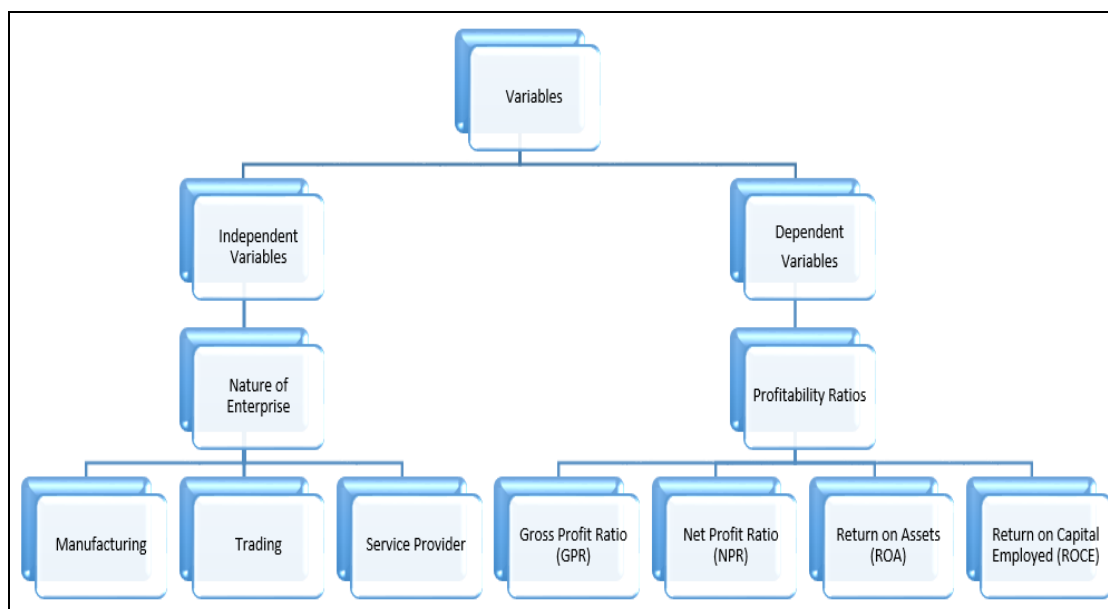 Variables
Independent
Variables
Dependent
Variables
Nature of
Enterprise
Profitability Ratios
Manufacturing
Trading
Service Provider
Gross Profit Ratio
(GPR)
Net Profit Ratio
(NPR)
Return on Assets
(ROA)
Return on Capital
Employed (ROCE)